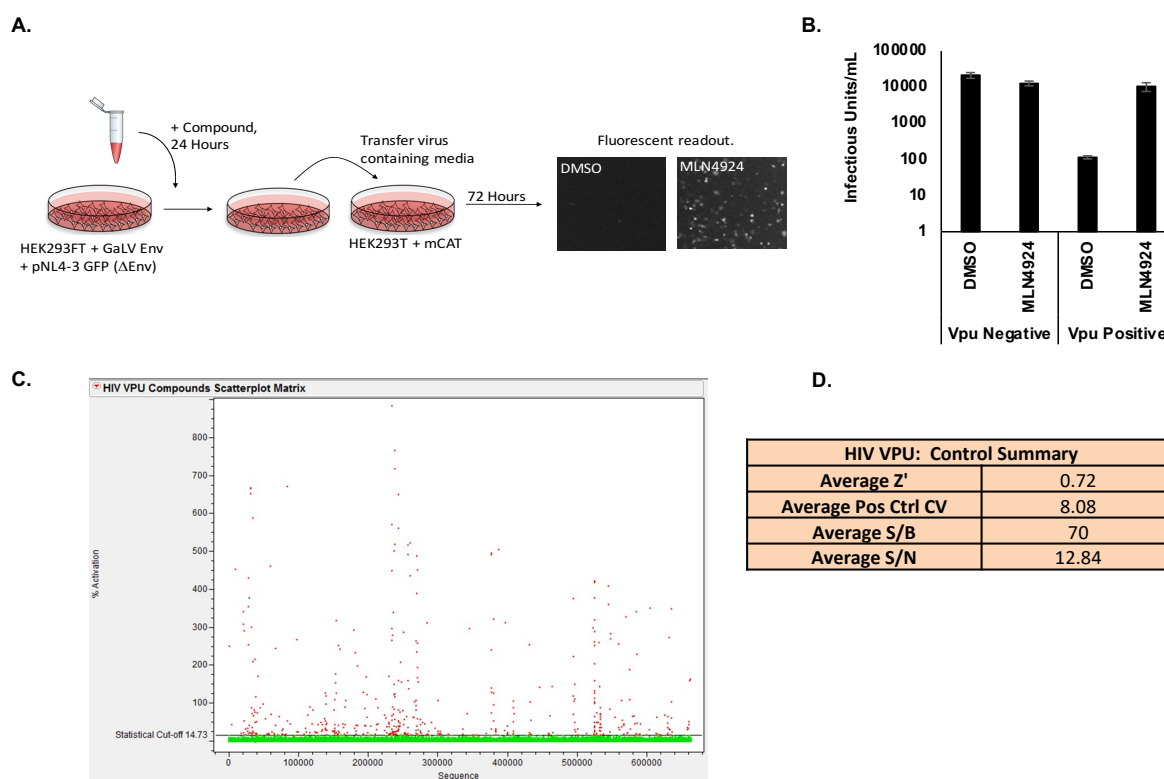 A.
+ Compound,
24 Hours
Transfer virus
containing media
Fluorescent readout.
DMSO
MLN4924
72 Hours
HEK293FT + GaLV Env
+ pNL4-3 GFP (ΔEnv)
HEK293T + mCAT
B.
Infectious Units/mL
100000
10000
1000
100
10
1
DMSO
MLN4924
DMSO
MLN4924
Vpu Negative
Vpu Positive
C.
HIV VPU Compounds Scatterplot Matrix
% Activation
800
700
600
500
400
300
200
100
Statistical Cut-off 14.73
0
100000
200000
300000
400000
500000
600000
Sequence
D.
HIV VPU: Control Summary
Average Z' 0.72
Average Pos Ctrl CV 8.08
Average S/B 70
Average S/N 12.84